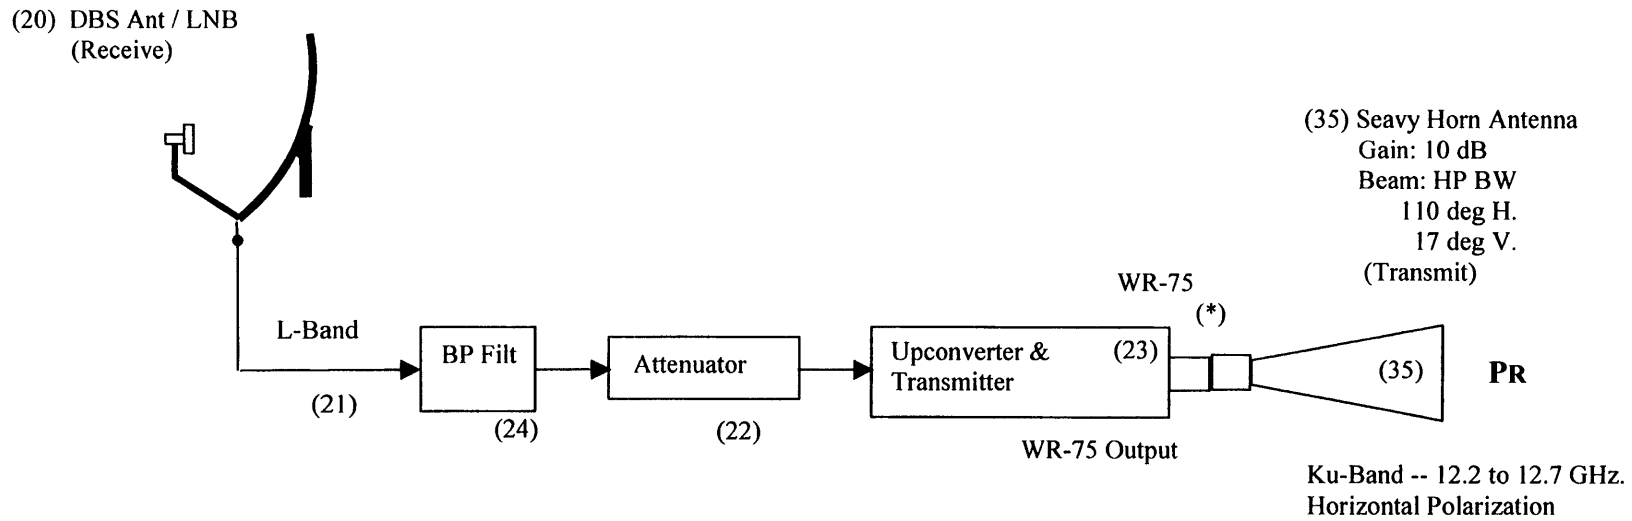 (20) DBS Ant / LNB
(Receive)
(35) Seavy Horn Antenna
Gain: 10 dB
Beam: HP BW
110 deg H.
17 deg V.
(Transmit)
WR-75
(*)
L-Band
(21)
BP Filt
(24)
Attenuator
(22)
Upconverter & (23)
Transmitter
WR-75 Output
(35)
PR
Ku-Band -- 12.2 to 12.7 GHz.
Horizontal Polarization